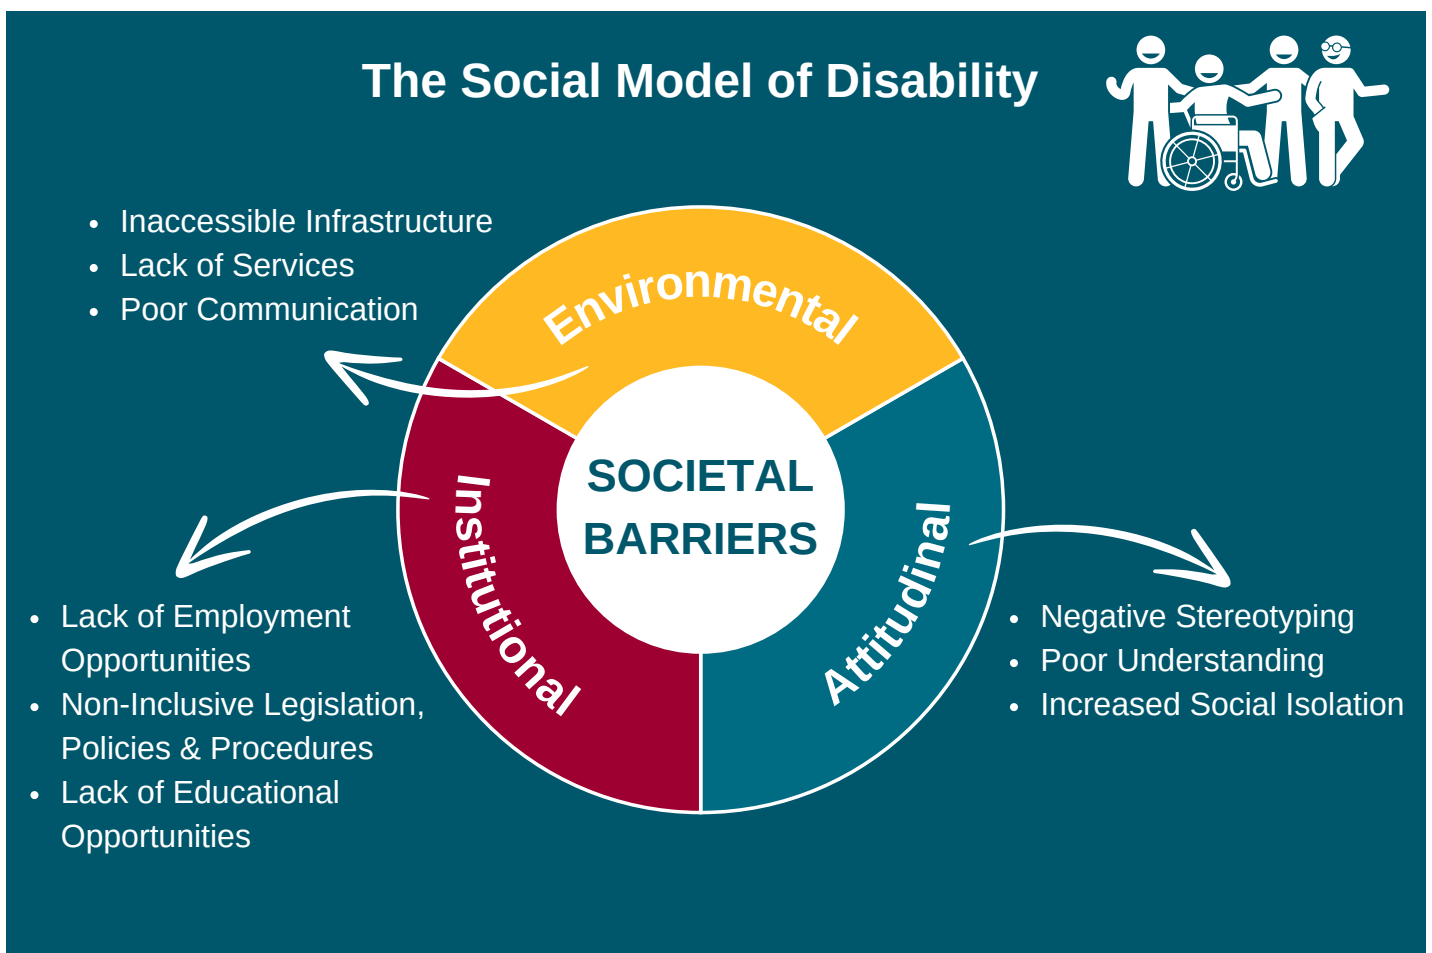 The Social Model of Disability
• Inaccessible Infrastructure
• Lack of Services
• Poor Communication
Environmental
SOCIETAL
BARRIERS
Institutional
Attitudinal
• Lack of Employment
Opportunities
• Non-Inclusive Legislation,
Policies & Procedures
• Lack of Educational
Opportunities
• Negative Stereotyping
• Poor Understanding
• Increased Social Isolation